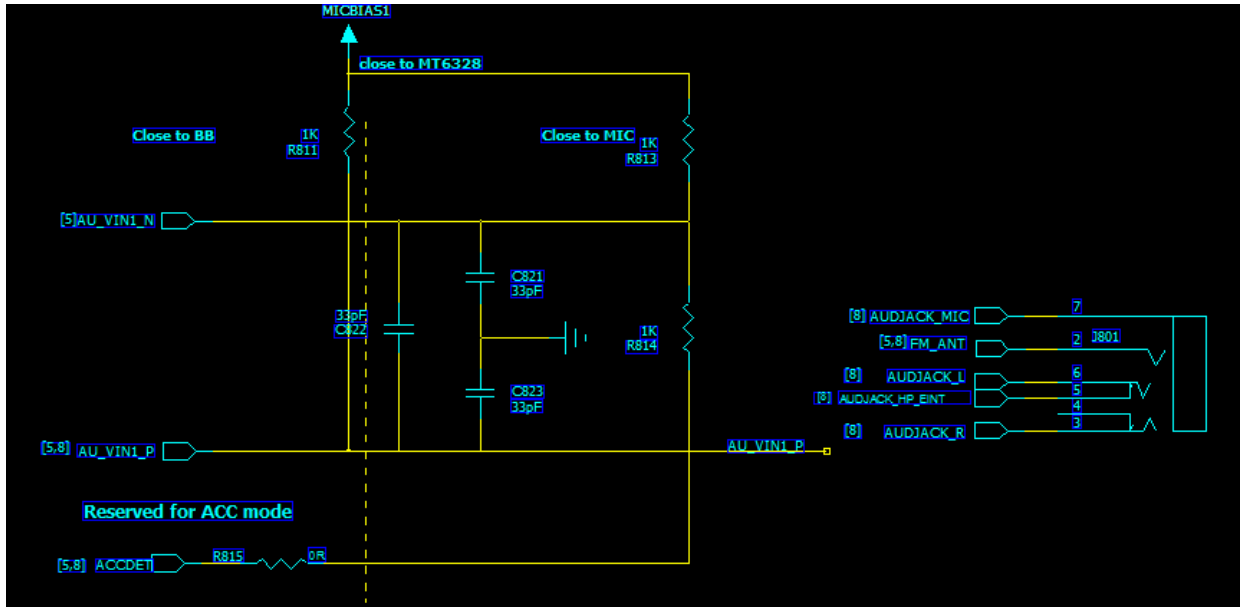 MICBIAS1
close to MT6328
Close to BB
1K
R811
Close to MIC
1K
R813
[5]AU_VIN1_N
C821
33pF
33pF
C822
1K
R814
C823
33pF
[8] AUDJACK_MIC
7
[5,8]FM_ANT
2
J801
[8] AUDJACK_L
6
[8] AUDJACK_HP_EINT
5
4
[8] AUDJACK_R
3
[5,8] AU_VIN1_P
AU_VIN1_P
Reserved for ACC mode
[5,8] ACCDET
R815
0R